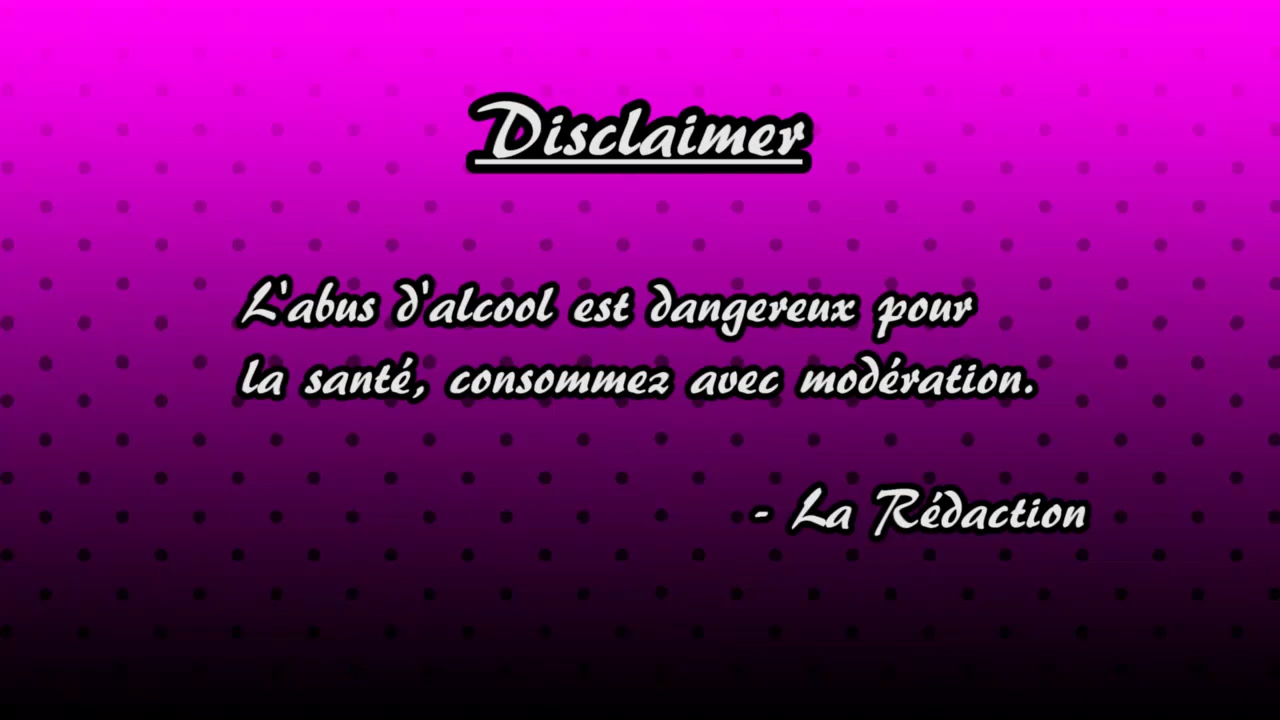 Disclaimer
L'abus d'alcool est dangereux pour
la santé, consommez avec modération.
- La Rédaction